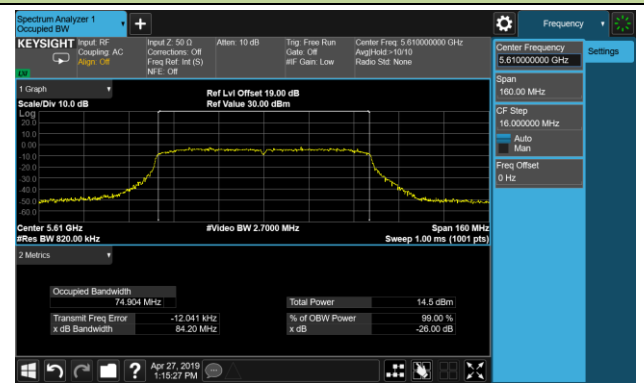 Spectrum Analyzer 1
Occupied BW
+
Frequency
KEYSIGHT
Input: RF
Coupling: AC
Align: Off
Input Z: 50 Ω
Corrections: Off
Freq Ref: Int (S)
NFE: Off
Atten: 10 dB
Trig: Free Run
Gate: Off
#IF Gain: Low
Center Freq: 5.610000000 GHz
Avg|Hold:>10/10
Radio Std: None
LVI
Center Frequency
5.610000000 GHz
Settings
Span
160.00 MHz
CF Step
16.000000 MHz
Auto
Man
Freq Offset
0 Hz
1 Graph
Scale/Div 10.0 dB
Ref Lvl Offset 19.00 dB
Ref Value 30.00 dBm
Log
20.0
10.0
0.00
-10.0
-20.0
-30.0
-40.0
-50.0
-60.0
Center 5.61 GHz
#Video BW 2.7000 MHz
Span 160 MHz
#Res BW 820.00 kHz
Sweep 1.00 ms (1001 pts)
2 Metrics
Occupied Bandwidth
74.904 MHz
Total Power 14.5 dBm
Transmit Freq Error -12.041 kHz
% of OBW Power 99.00 %
x dB Bandwidth 84.20 MHz
x dB -26.00 dB
?
Apr 27, 2019
1:15:27 PM